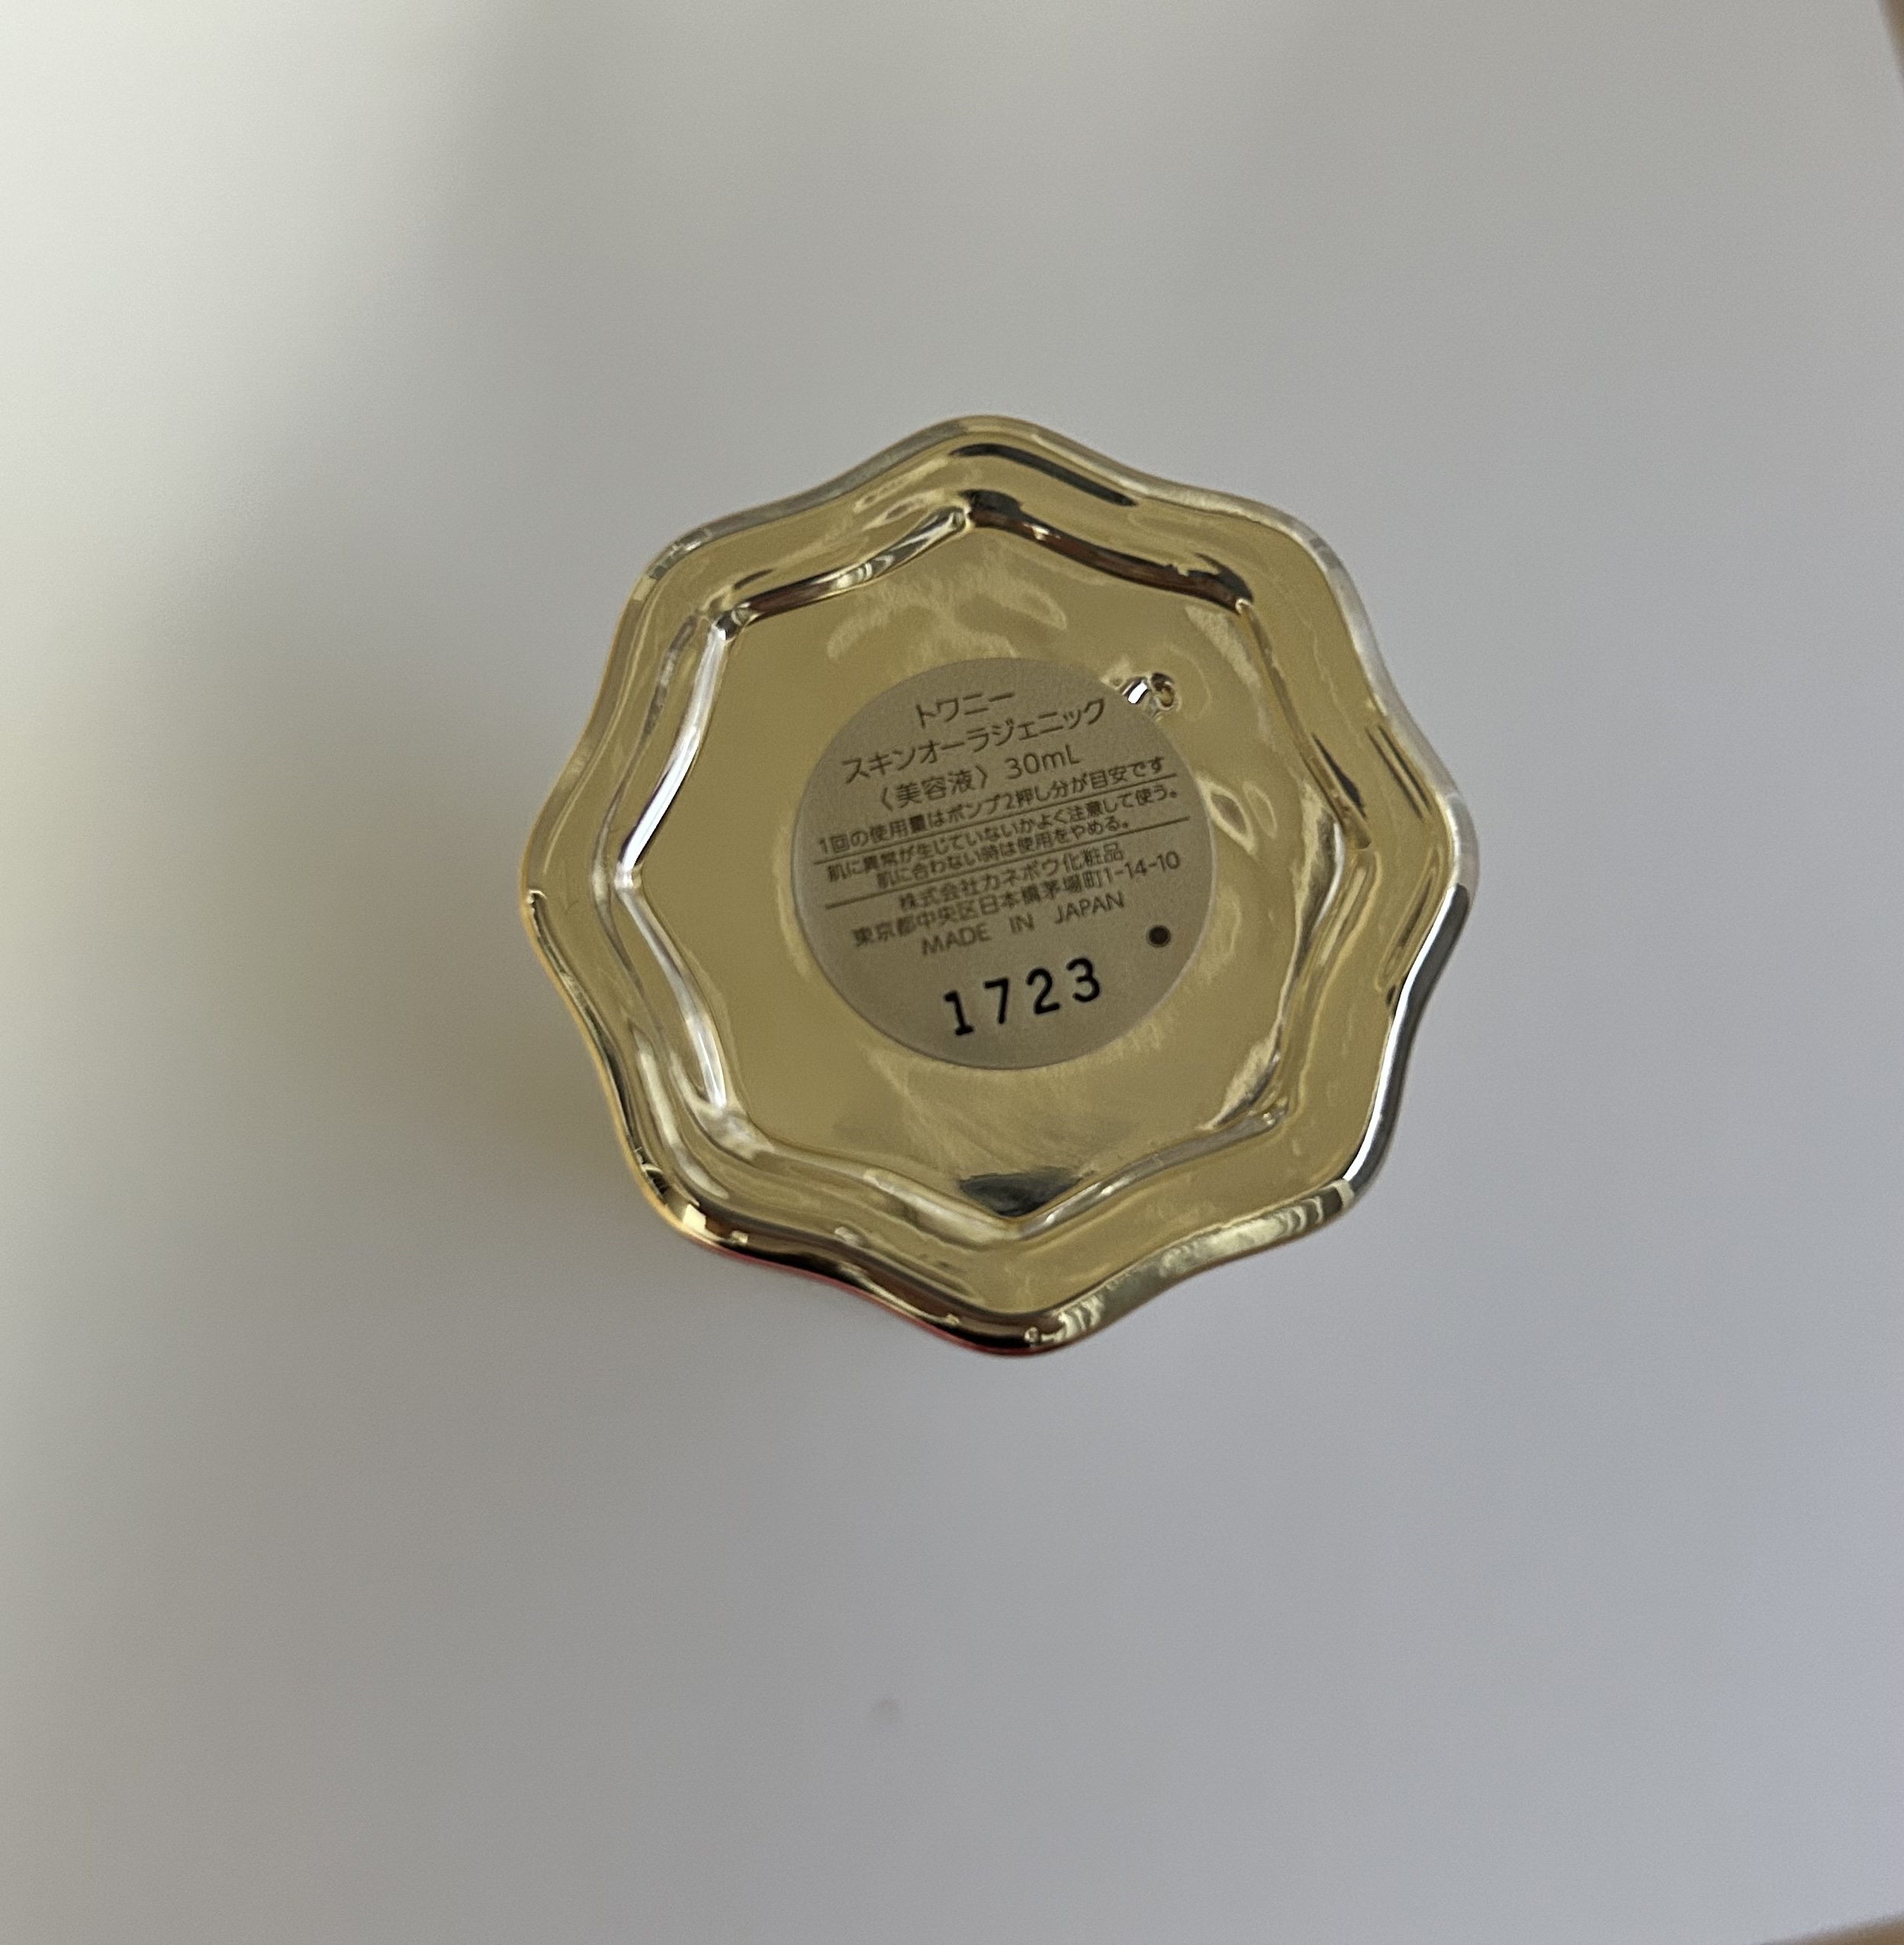 トワニー
スキンオーラジェニック
〈美容液〉 30mL
1回の使用量はポンプ2押し分が目安です
肌に異常が生じていないかよく注意して使う。
肌に合わない時は使用をやめる。
株式会社カネボウ化粧品
東京都中央区日本橋茅場町1-14-10
MADE IN JAPAN
1723